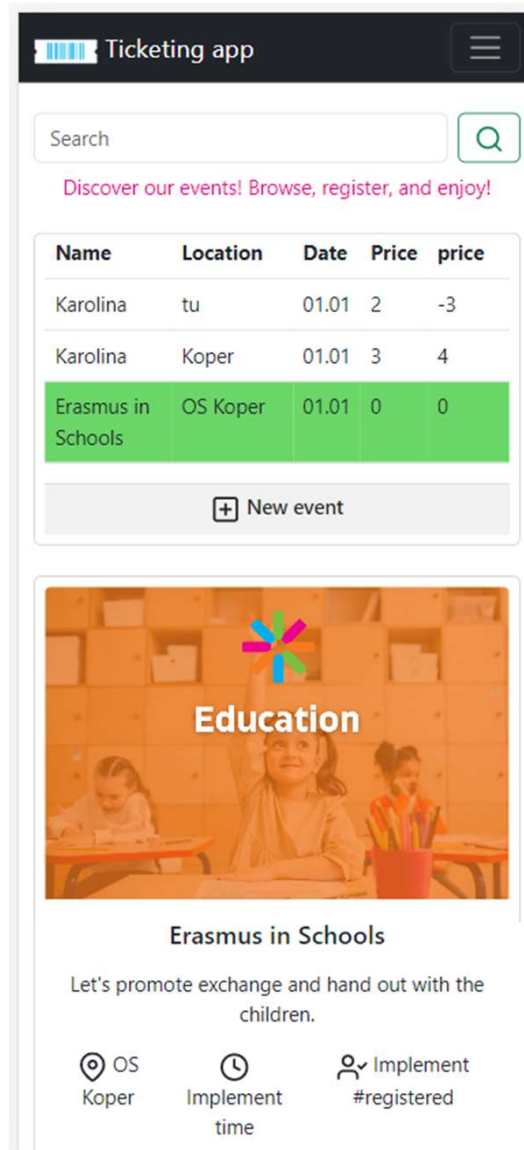 Ticketing app
Search
Discover our events! Browse, register, and enjoy!
Name Location Date Price price
Karolina tu 01.01 2 -3
Karolina Koper 01.01 3 4
Erasmus in OS Koper 01.01 0 0
Schools
New event
Education
Erasmus in Schools
Let's promote exchange and hand out with the
children.
OS Implement
Koper Implement #registered
time